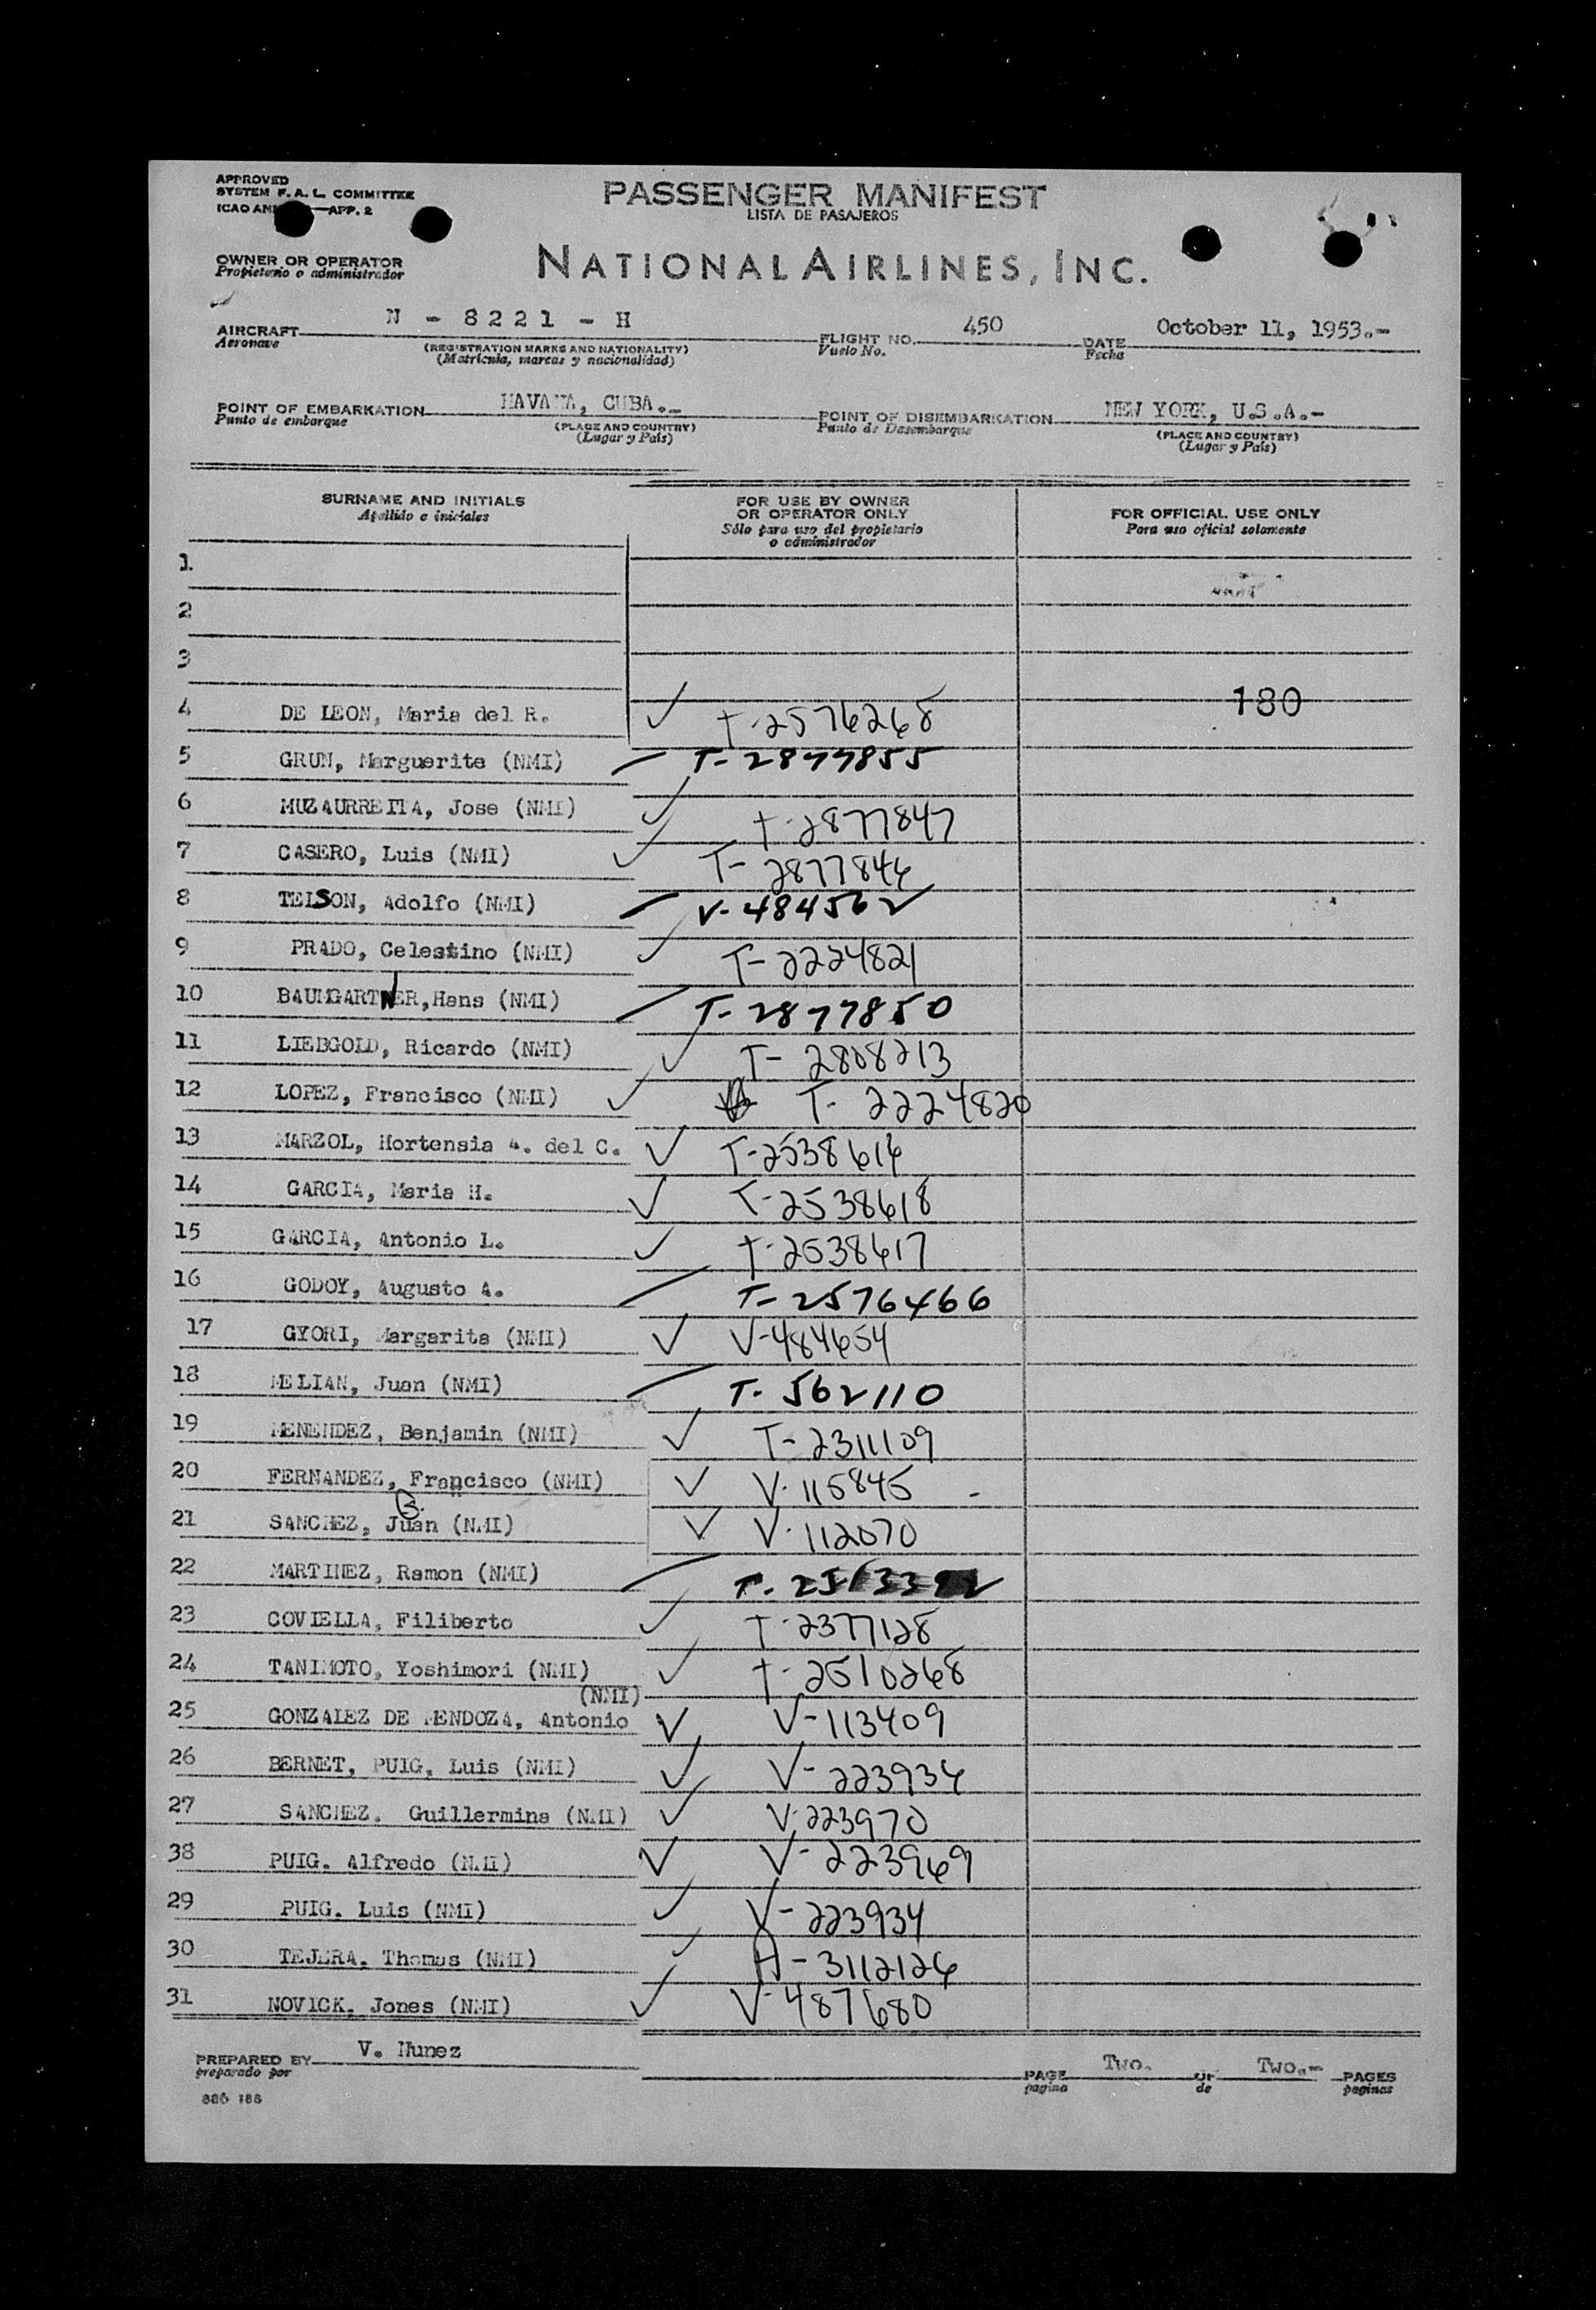 APPROVED
SYSTEM F. A. L. COMMITTEE
ICAO APP. 2
PASSENGER MANIFEST
LISTA DE PASAJEROS
OWNER OR OPERATOR
Propietario o administrador
NATIONAL AIRLINES, INC.
AIRCRAFT N - 8221 - H FLIGHT NO. 450 DATE October 11, 1953.-
Aeronave (REGISTRATION MARKS AND NATIONALITY) Vuelo No. Fecha
(Matricula, marcas y nacionalidad)
POINT OF EMBARKATION HAVANA, CUBA.- POINT OF DISEMBARKATION NEW YORK, U.S.A.-
Punto de embarque (PLACE AND COUNTRY) Punto de Desembarque (PLACE AND COUNTRY)
(Lugar y País) (Lugar y País)
SURNAME AND INITIALS FOR USE BY OWNER OR OPERATOR ONLY FOR OFFICIAL USE ONLY
Apellido e iniciales Sólo para uso del propietario o administrador Para uso oficial solamente
1.
2
3
4 DE LEON, Maria del R. T-2576268 180
5 GRUN, Marguerite (NMI) T-2877855
6 MUZAURREITA, Jose (NMI) T-2877847
7 CASERO, Luis (NMI) T-2877846
8 TELSON, Adolfo (NMI) V-484562
9 PRADO, Celestino (NMI) T-2224821
10 BAUMGARTNER, Hans (NMI) T-2877850
11 LIEBGOLD, Ricardo (NMI) T-2808213
12 LOPEZ, Francisco (NMI) T-2224820
13 MARZOL, Hortensia A. del C. T-2538616
14 GARCIA, Maria H. T-2538618
15 GARCIA, Antonio L. T-2538617
16 GODOY, Augusto A. T-2576466
17 GYORI, Margarita (NMI) V-484654
18 MELIAN, Juan (NMI) T-562110
19 MENENDEZ, Benjamin (NMI) T-2311109
20 FERNANDEZ, Francisco (NMI) V-115845
21 SANCHEZ, Juan (NMI) B. V-112070
22 MARTINEZ, Ramon (NMI)
23 COVIELLA, Filiberto T-2377128
24 TANIMOTO, Yoshimori (NMI) T-2510268
(NMI)
25 GONZALEZ DE MENDOZA, Antonio V-113409
26 BERNET, PUIG, Luis (NMI) V-223936
27 SANCHEZ. Guillermina (NMI) V-223970
38 PUIG. Alfredo (NMI) V-223969
29 PUIG. Luis (NMI) V-223934
30 TEJERA. Thomas (NMI) A-3112126
31 NOVICK. Jones (NMI) V-487680
PREPARED BY V. Nunez PAGE Two. OF Two.- PAGES
preparado por pagina de paginas
886 188